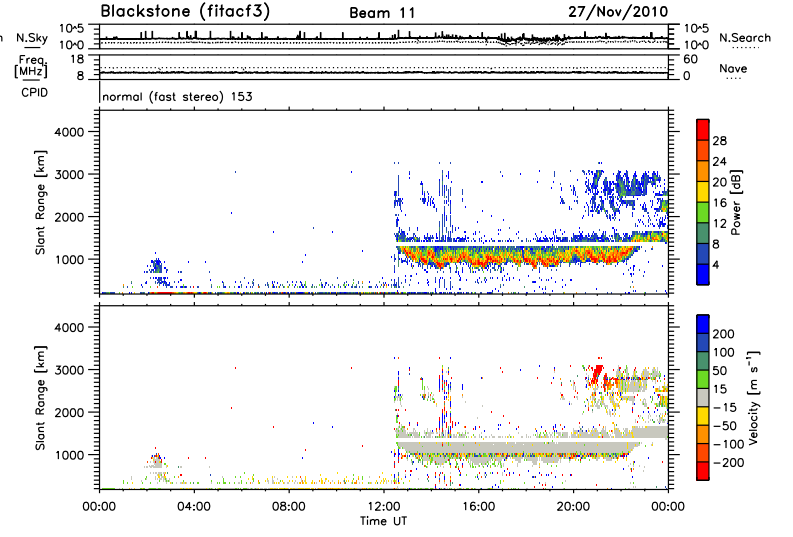 Blackstone (fitacf3) Beam 11 27/Nov/2010
n N.Sky 10^5 10^0 10^5 10^0 N.Search
Freq. [MHz] 18 8 60 0 Nave
CPID normal (fast stereo) 153
4000
3000
2000
1000
Slant Range [km]
28
24
20
16
12
8
4
Power [dB]
4000
3000
2000
1000
Slant Range [km]
200
100
50
15
-15
-50
-100
-200
Velocity [m s⁻¹]
00:00 04:00 08:00 12:00 16:00 20:00 00:00
Time UT